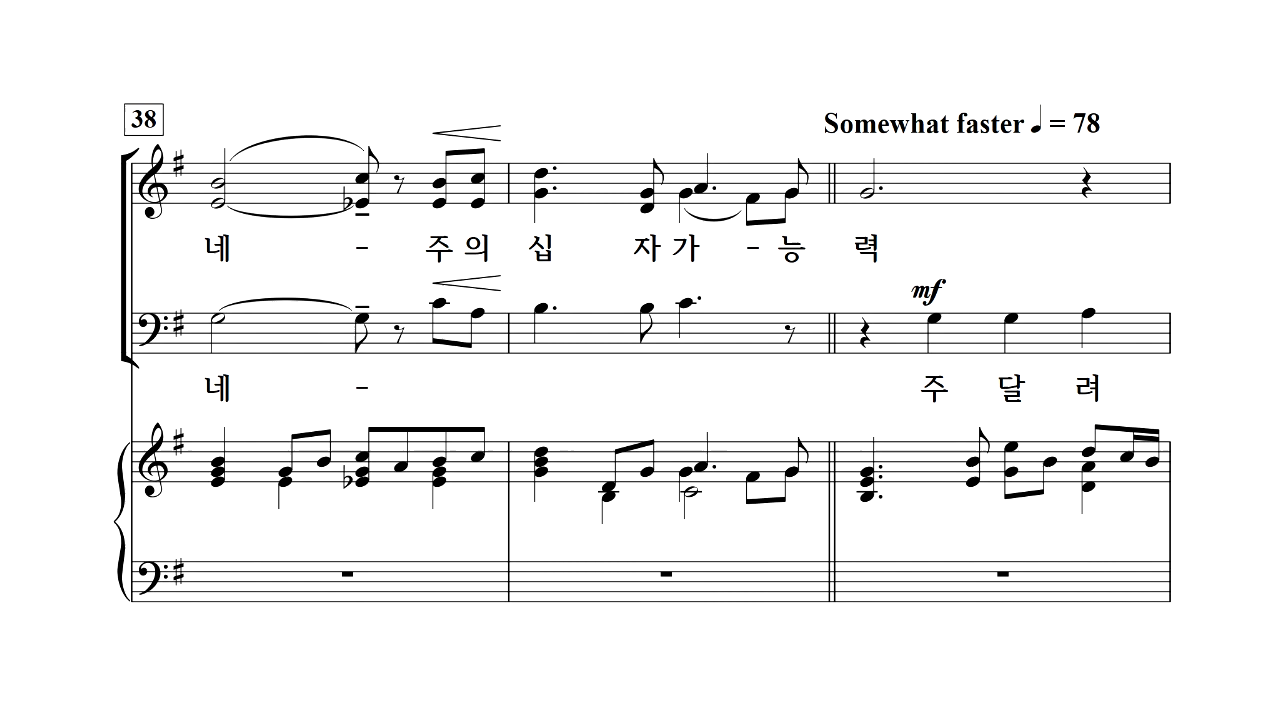 38
Somewhat faster ♩ = 78
네 - 주의 십 자가 - 능 력
mf
네 - 주 달 려